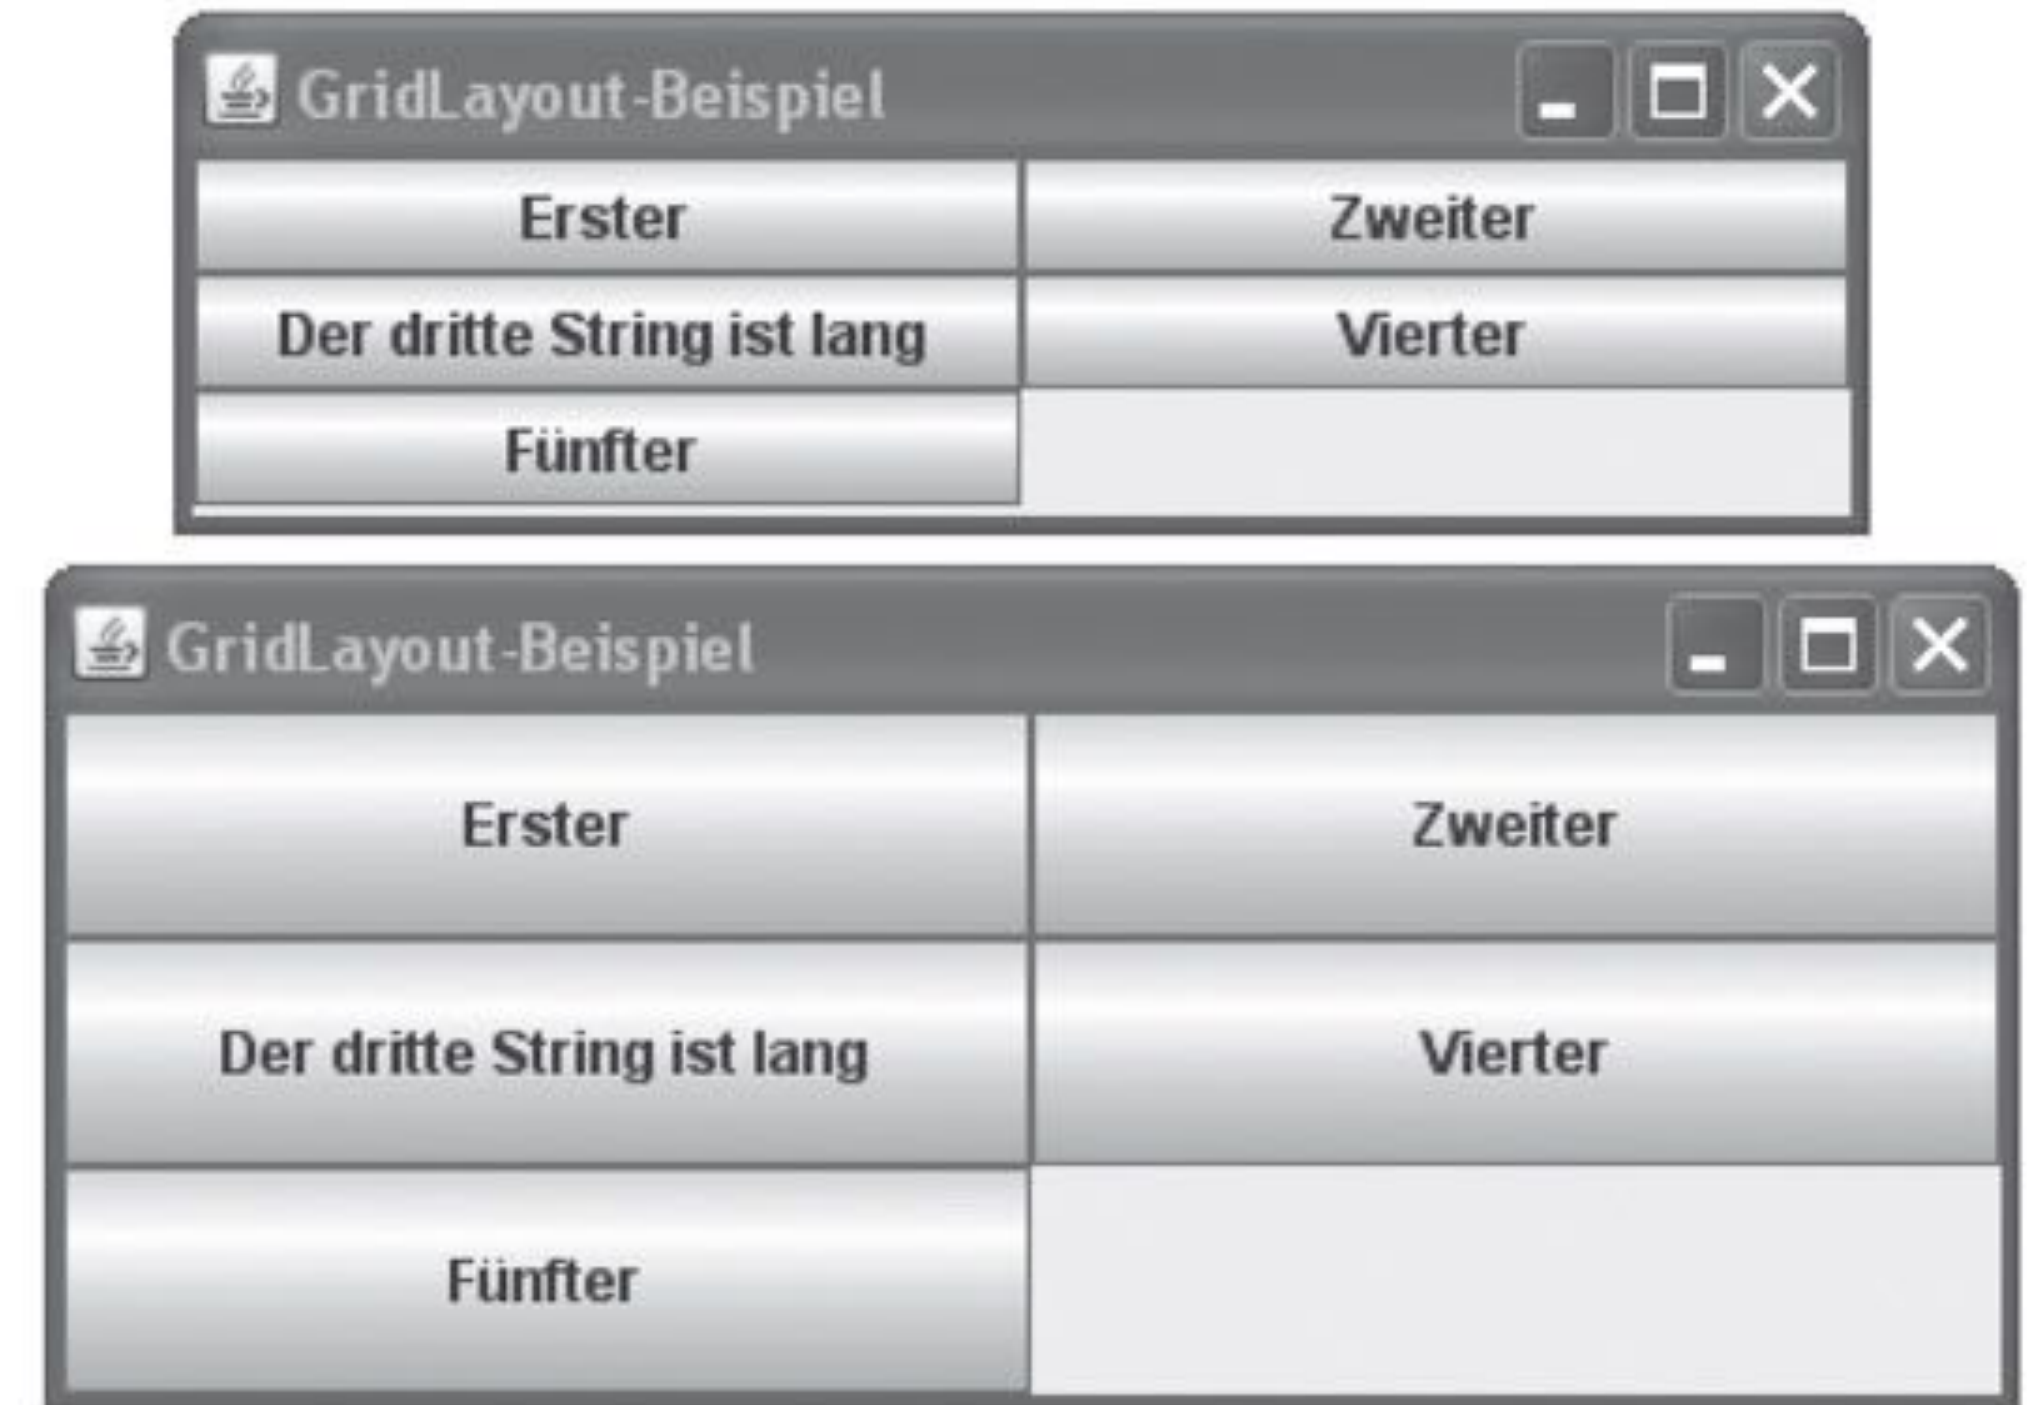 GridLayout-Beispiel
Erster Zweiter
Der dritte String ist lang Vierter
Fünfter
GridLayout-Beispiel
Erster Zweiter
Der dritte String ist lang Vierter
Fünfter